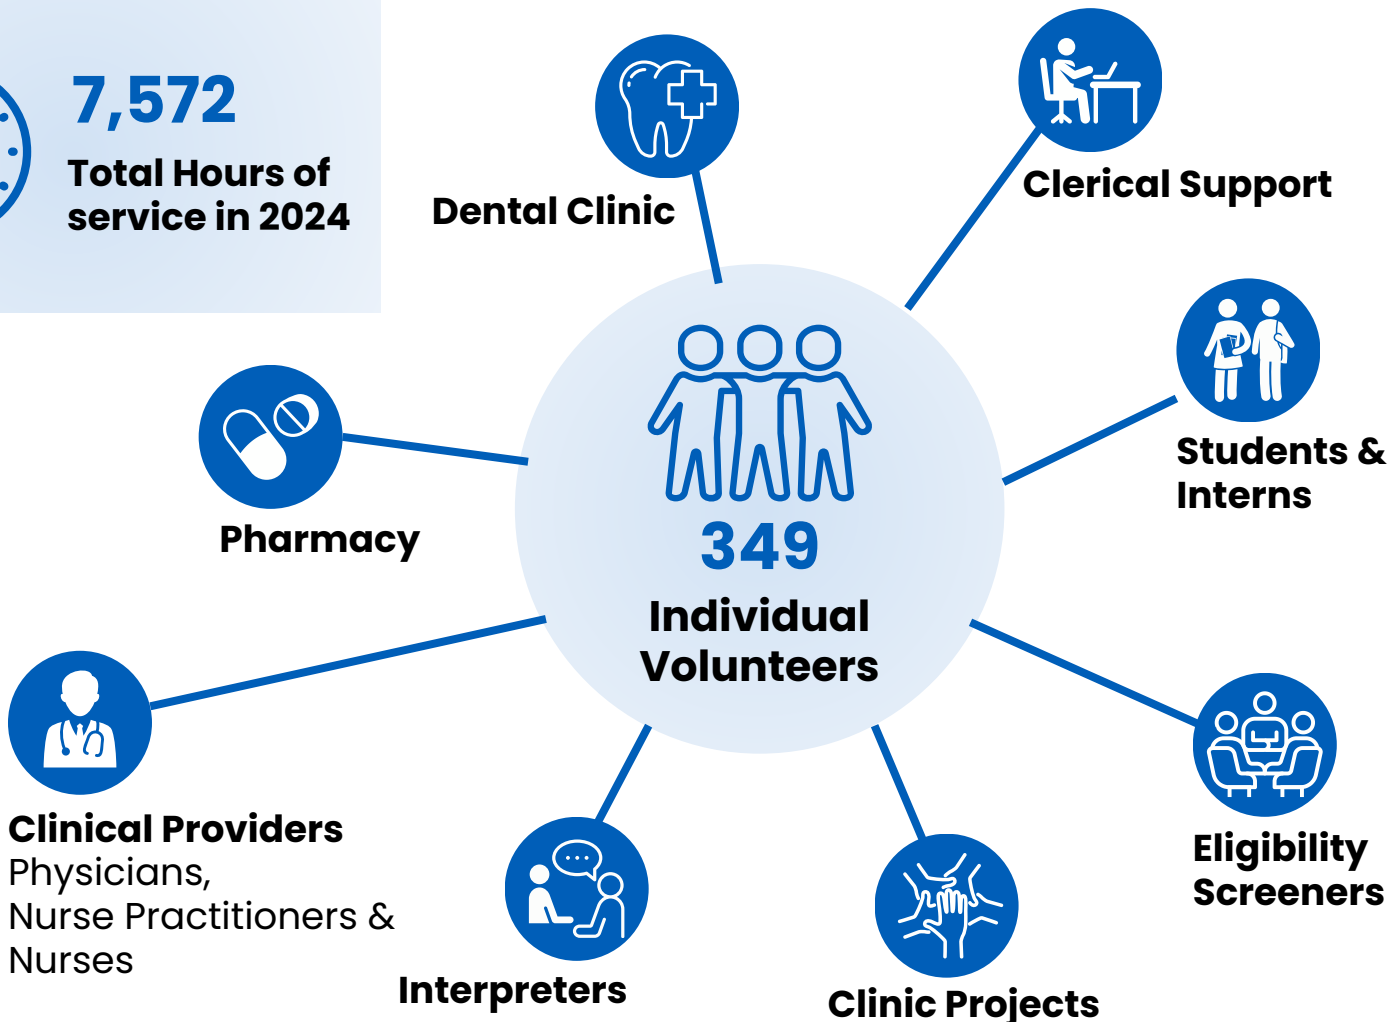 7,572
Total Hours of
service in 2024
Dental Clinic
Clerical Support
Students &
Interns
Pharmacy
349
Individual
Volunteers
Clinical Providers
Physicians,
Nurse Practitioners &
Nurses
Eligibility
Screeners
Interpreters
Clinic Projects